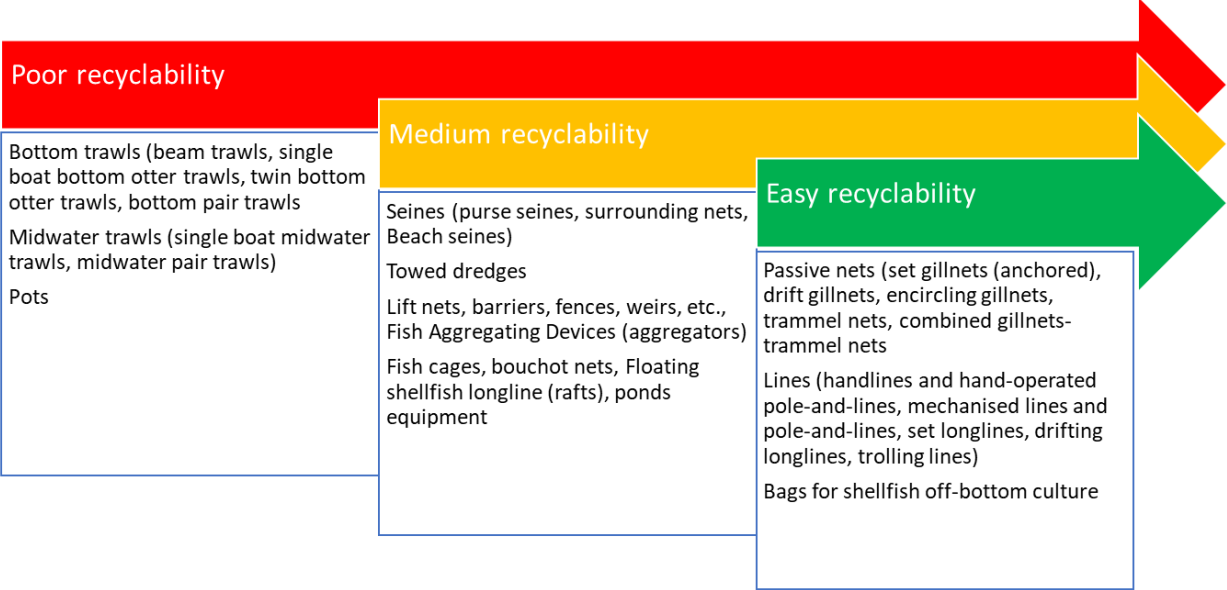 Poor recyclability
Bottom trawls (beam trawls, single
boat bottom otter trawls, twin bottom
otter trawls, bottom pair trawls
Midwater trawls (single boat midwater
trawls, midwater pair trawls)
Pots
Medium recyclability
Seines (purse seines, surrounding nets,
Beach seines)
Towed dredges
Lift nets, barriers, fences, weirs, etc.,
Fish Aggregating Devices (aggregators)
Fish cages, bouchot nets, Floating
shellfish longline (rafts), ponds
equipment
Easy recyclability
Passive nets (set gillnets (anchored),
drift gillnets, encircling gillnets,
trammel nets, combined gillnets-
trammel nets
Lines (handlines and hand-operated
pole-and-lines, mechanised lines and
pole-and-lines, set longlines, drifting
longlines, trolling lines)
Bags for shellfish off-bottom culture